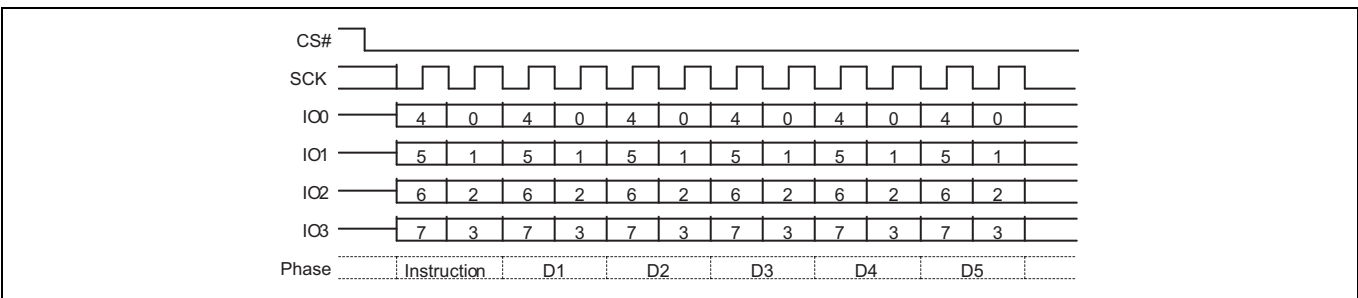 CS#
SCK
IO0 4 0 4 0 4 0 4 0 4 0 4 0
IO1 5 1 5 1 5 1 5 1 5 1 5 1
IO2 6 2 6 2 6 2 6 2 6 2 6 2
IO3 7 3 7 3 7 3 7 3 7 3 7 3
Phase Instruction D1 D2 D3 D4 D5